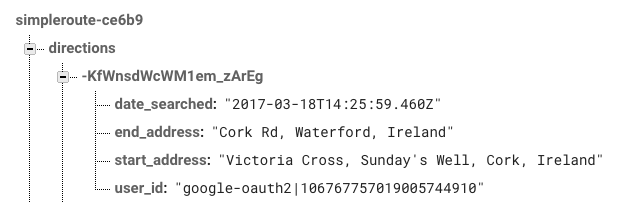 simpleroute-ce6b9
directions
-KfWnsdWcWM1em_zArEg
date_searched: "2017-03-18T14:25:59.460Z"
end_address: "Cork Rd, Waterford, Ireland"
start_address: "Victoria Cross, Sunday's Well, Cork, Ireland"
user_id: "google-oauth2|106767757019005744910"